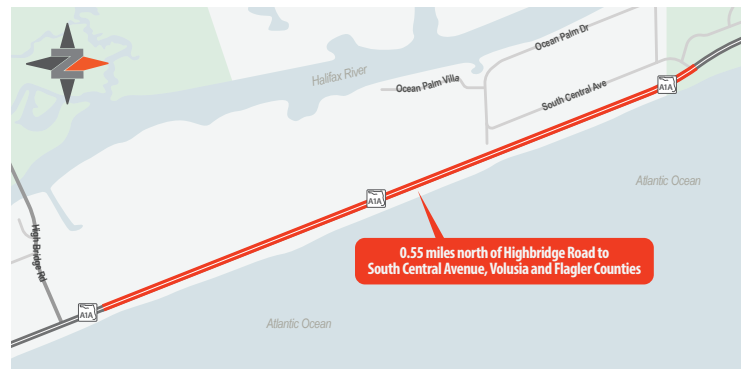 Ocean Palm Dr
Halifax River
Ocean Palm Villa
South Central Ave
A1A
Atlantic Ocean
A1A
High Bridge Rd
0.55 miles north of Highbridge Road to
South Central Avenue, Volusia and Flagler Counties
A1A
Atlantic Ocean